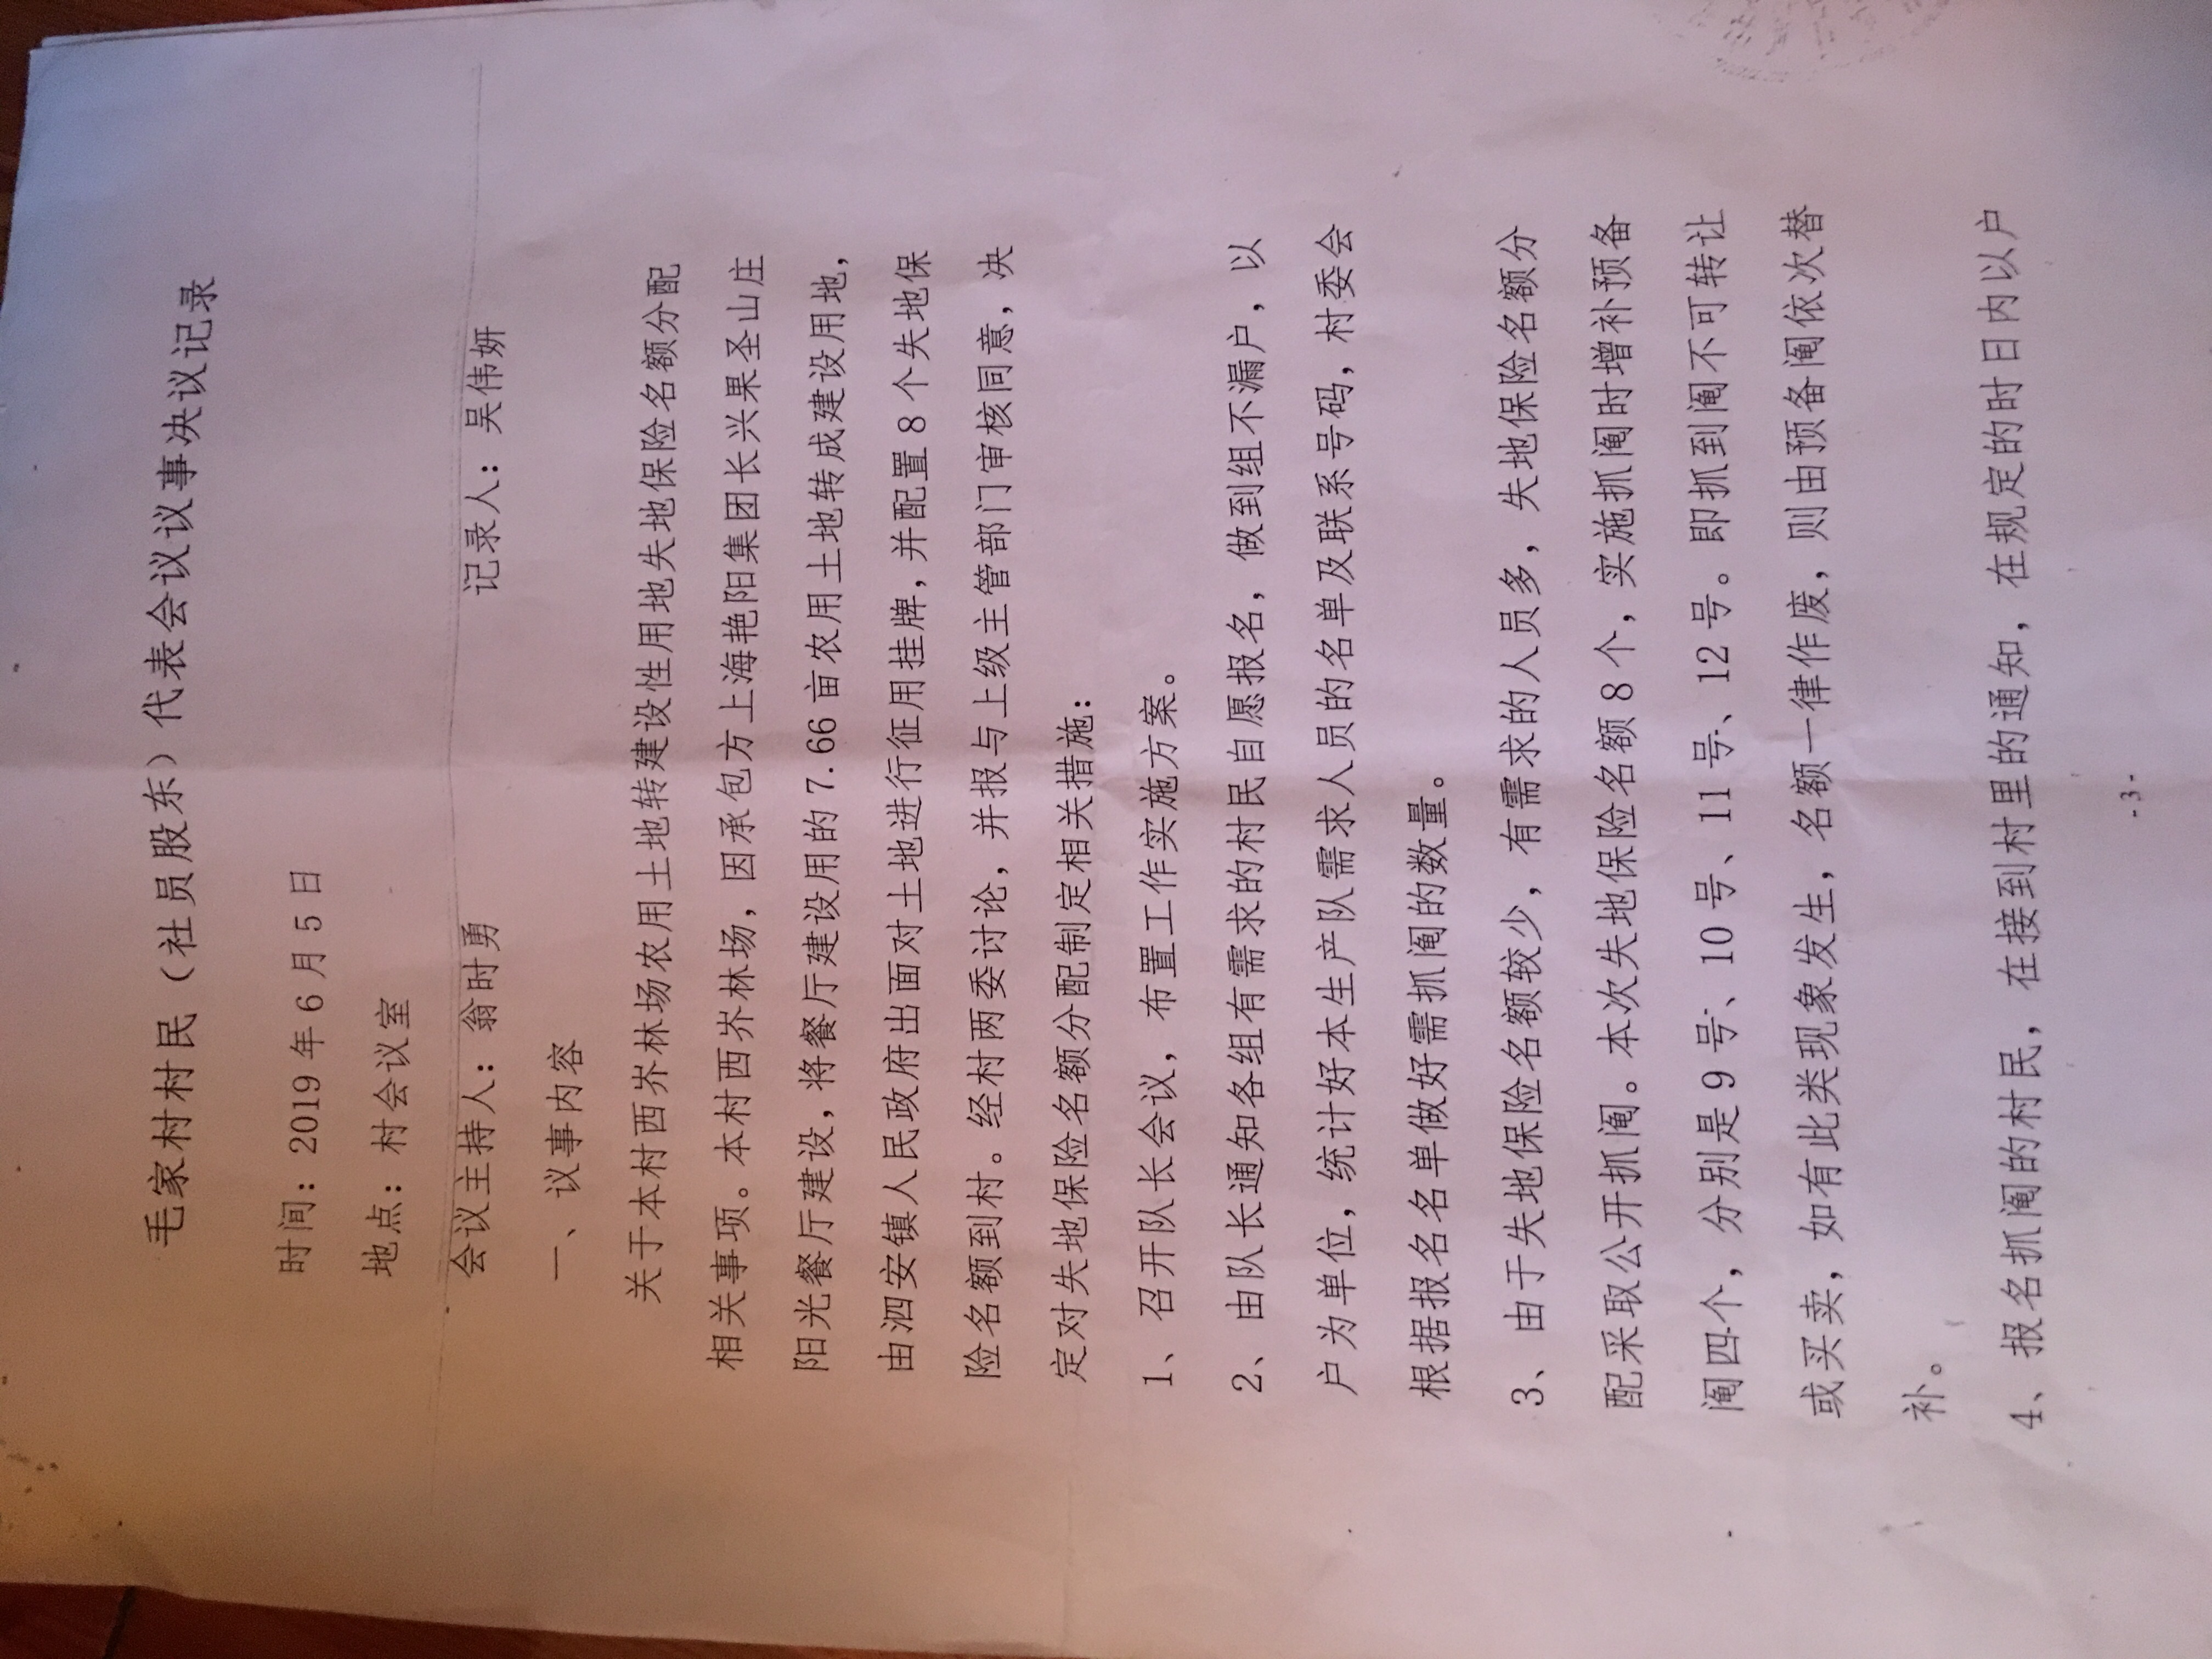 毛家村村民（社员股东）代表会议议事决议记录
时间：2019年6月5日
地点：村会议室
会议主持人：翁时勇 记录人：吴伟妍
一、议事内容
关于本村西岕林场农用土地转建设性用地失地保险名额分配
相关事项。本村西岕林场，因承包方上海艳阳集团长兴果圣山庄
阳光餐厅建设，将餐厅建设用的7.66亩农用土地转成建设用地，
由泗安镇人民政府出面对土地进行征用挂牌，并配置8个失地保
险名额到村。经村两委讨论，并报与上级主管部门审核同意，决
定对失地保险名额分配制定相关措施：
1、召开队长会议，布置工作实施方案。
2、由队长通知各组有需求的村民自愿报名，做到组不漏户，以
户为单位，统计好本生产队需求人员的名单及联系号码，村委会
根据报名名单做好需抓阄的数量。
3、由于失地保险名额较少，有需求的人员多，失地保险名额分
配采取公开抓阄。本次失地保险名额8个，实施抓阄时增补预备
阄四个，分别是9号、10号、11号、12号。即抓到阄不可转让
或买卖，如有此类现象发生，名额一律作废，则由预备阄依次替
补。
4、报名抓阄的村民，在接到村里的通知，在规定的时日内以户
-3-